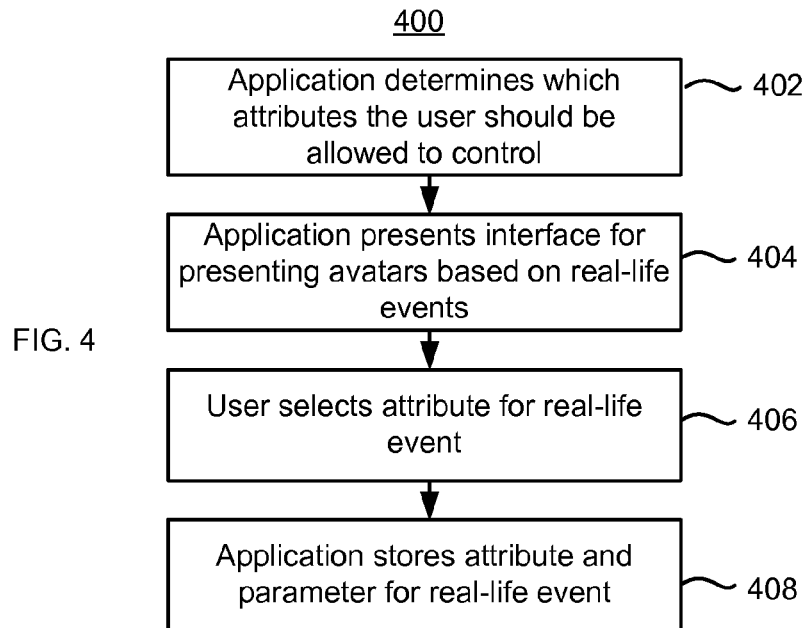 400
Application determines which
attributes the user should be
allowed to control
402
Application presents interface for
presenting avatars based on real-life
events
404
FIG. 4
User selects attribute for real-life
event
406
Application stores attribute and
parameter for real-life event
408